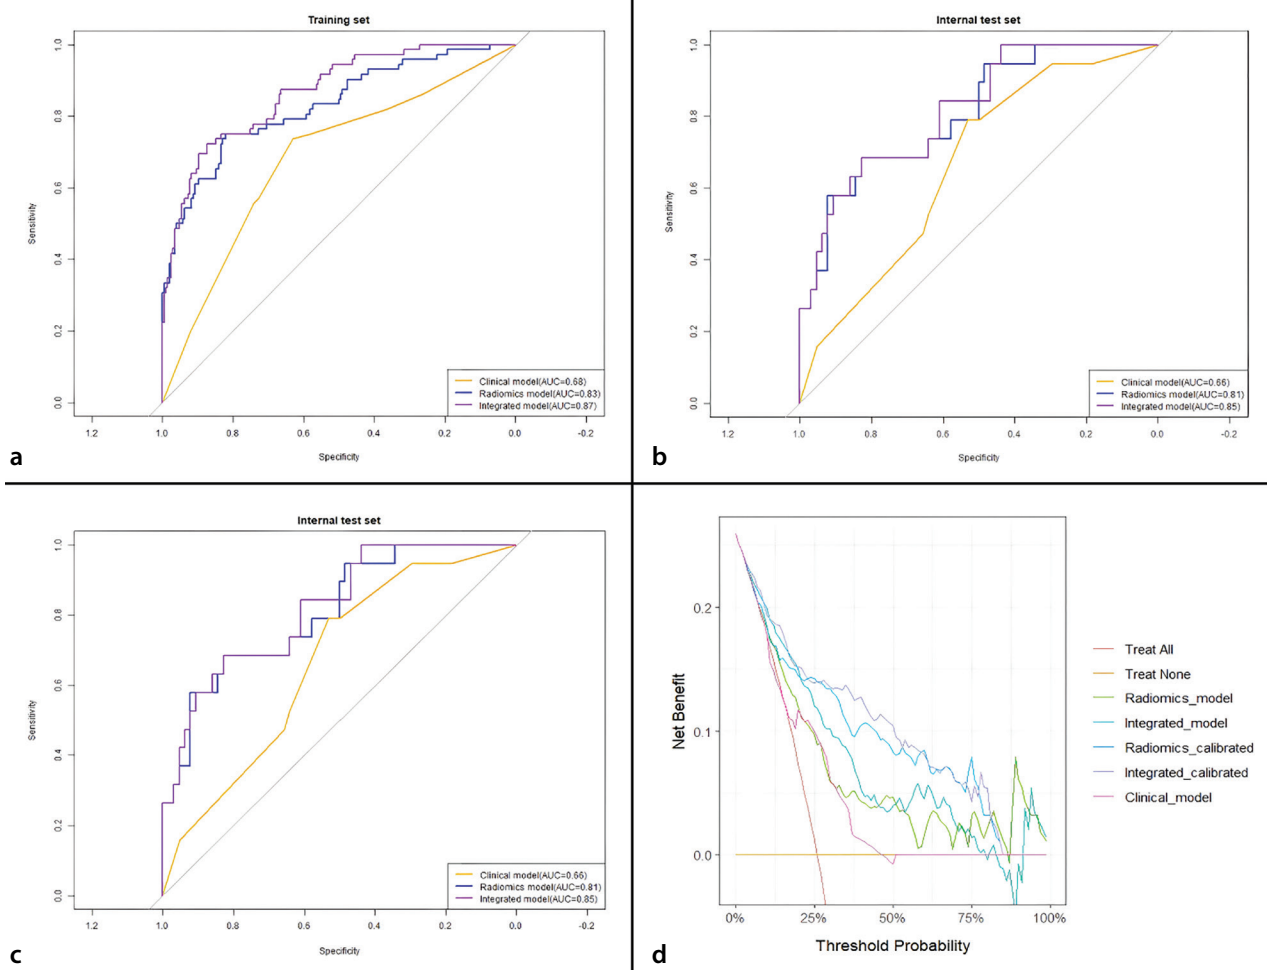 Training set
1.0
0.8
0.6
0.4
0.2
0.0
Sensitivity
Clinical model(AUC=0.68)
Radiomics model(AUC=0.83)
Integrated model(AUC=0.87)
1.2 1.0 0.8 0.6 0.4 0.2 0.0 -0.2
Specificity
a
Internal test set
1.0
0.8
0.6
0.4
0.2
0.0
Sensitivity
Clinical model(AUC=0.66)
Radiomics model(AUC=0.81)
Integrated model(AUC=0.85)
1.2 1.0 0.8 0.6 0.4 0.2 0.0 -0.2
Specificity
b
Internal test set
1.0
0.8
0.6
0.4
0.2
0.0
Sensitivity
Clinical model(AUC=0.66)
Radiomics model(AUC=0.81)
Integrated model(AUC=0.85)
1.2 1.0 0.8 0.6 0.4 0.2 0.0 -0.2
Specificity
c
0.2
0.1
0.0
Net Benefit
0% 25% 50% 75% 100%
Threshold Probability
Treat All
Treat None
Radiomics_model
Integrated_model
Radiomics_calibrated
Integrated_calibrated
Clinical_model
d